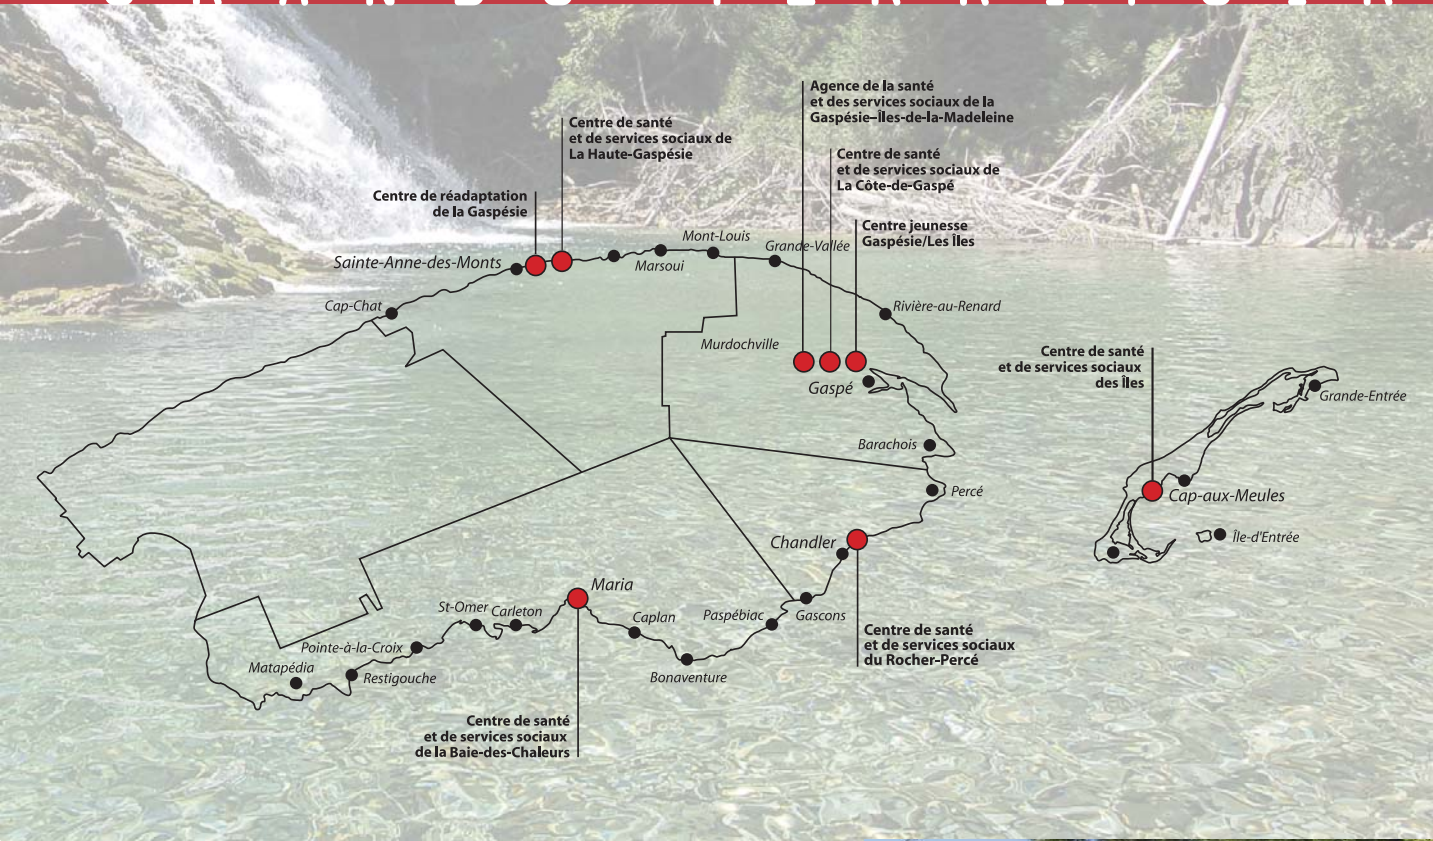 Agence de la santé
et des services sociaux de la
Gaspésie–Îles-de-la-Madeleine
Centre de santé
et de services sociaux de
La Haute-Gaspésie
Centre de santé
et de services sociaux de
La Côte-de-Gaspé
Centre de réadaptation
de la Gaspésie
Centre jeunesse
Gaspésie/Les Îles
Mont-Louis
Grande-Vallée
Sainte-Anne-des-Monts
Marsoui
Cap-Chat
Rivière-au-Renard
Murdochville
Centre de santé
et de services sociaux
des Îles
Gaspé
Grande-Entrée
Barachois
Percé
Cap-aux-Meules
Chandler
Île-d'Entrée
Maria
St-Omer
Carleton
Caplan
Paspébiac
Gascons
Centre de santé
et de services sociaux
du Rocher-Percé
Pointe-à-la-Croix
Matapédia
Restigouche
Bonaventure
Centre de santé
et de services sociaux
de la Baie-des-Chaleurs